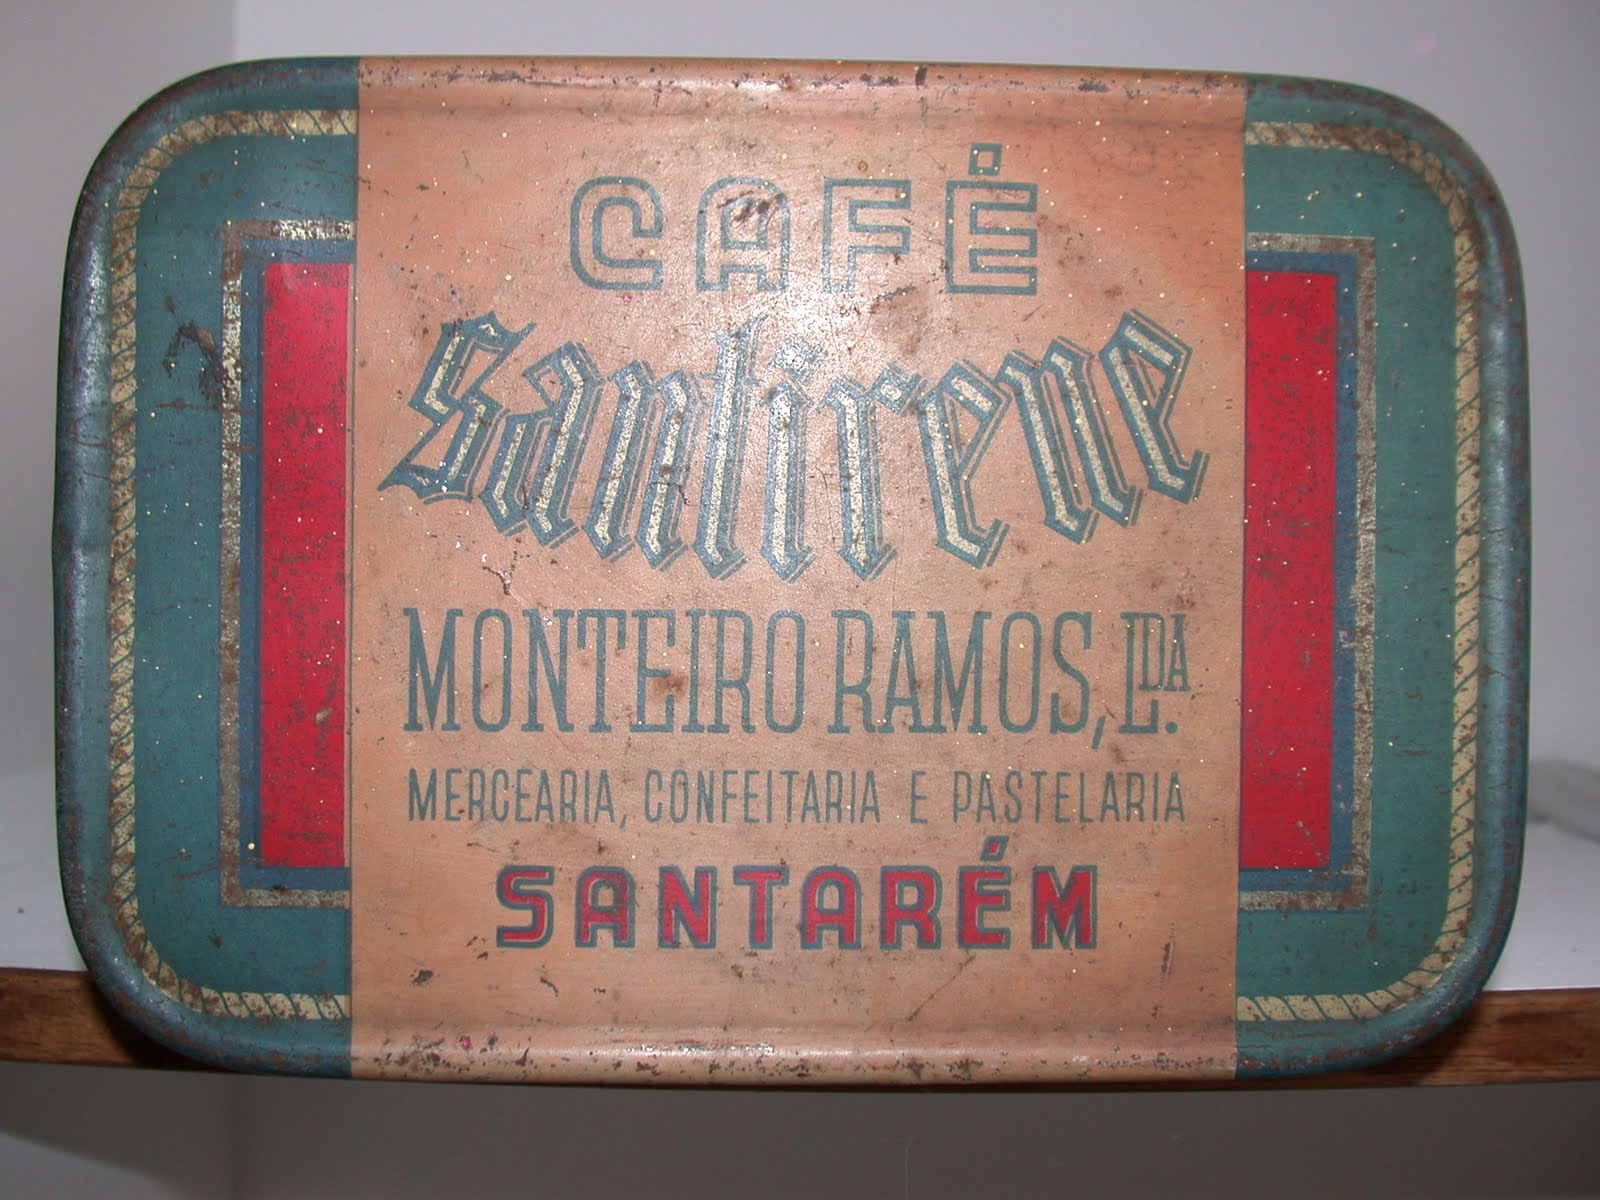 CAFÉ
Santirene
MONTEIRO RAMOS, LDA.
MERCEARIA, CONFEITARIA E PASTELARIA
SANTARÉM